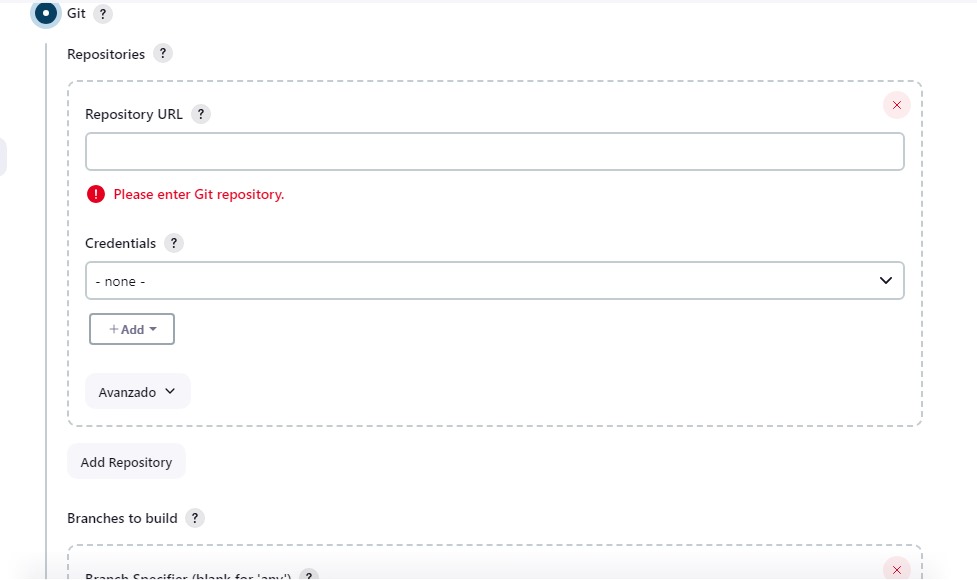 Git ?
Repositories ?
Repository URL ?
! Please enter Git repository.
Credentials ?
- none -
+ Add
Avanzado
Add Repository
Branches to build ?
Branch Specifier (blank for 'any') ?